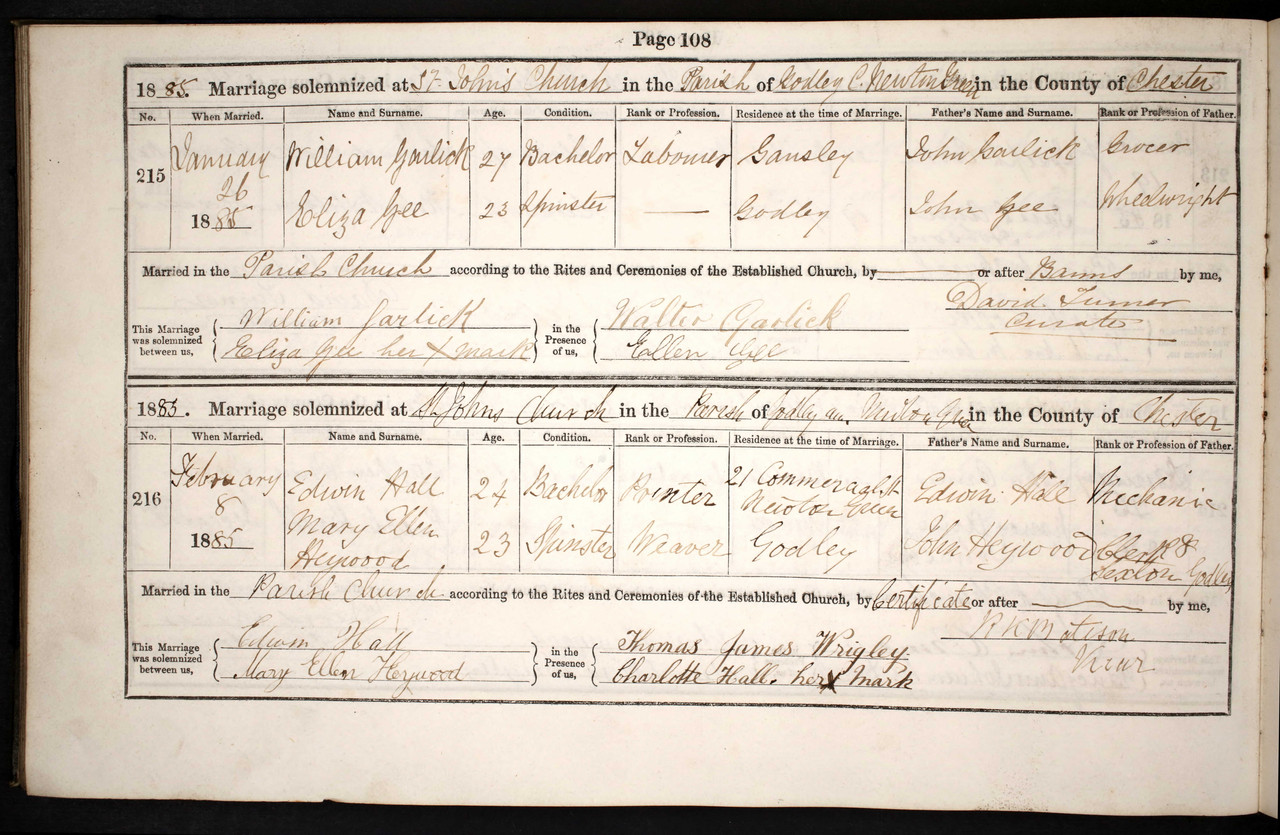 Page 108
1885. Marriage solemnized at St. John's Church in the Parish of Godley C. Newton Green in the County of Chester
No. When Married. Name and Surname. Age. Condition. Rank or Profession. Residence at the time of Marriage. Father's Name and Surname. Rank or Profession of Father.
215 January 26 1885 William Garlick 27 Bachelor Labourer Gansley John Garlick Grocer
Eliza Gee 23 Spinster — Godley John Gee Wheelwright
Married in the Parish Church according to the Rites and Ceremonies of the Established Church, by — or after Banns by me,
David Turner
Curate
This Marriage was solemnized between us, William Garlick
Eliza Gee her X mark
in the Presence of us, Walter Garlick
Ellen Gee
1885. Marriage solemnized at St Johns Church in the Parish of Godley cum Newton Green in the County of Chester
No. When Married. Name and Surname. Age. Condition. Rank or Profession. Residence at the time of Marriage. Father's Name and Surname. Rank or Profession of Father.
216 February 8 1885 Edwin Hall 24 Bachelor 21 Commercial St Newton Green Edwin Hall Mechanic
Mary Ellen Heywood 23 Spinster Weaver Godley John Heywood Clerk & Sexton Godley
Married in the Parish Church according to the Rites and Ceremonies of the Established Church, by Certificate or after — by me,
Vicar
This Marriage was solemnized between us, Edwin Hall
Mary Ellen Heywood
in the Presence of us, Thomas James Wrigley
Charlotte Hall. her X mark